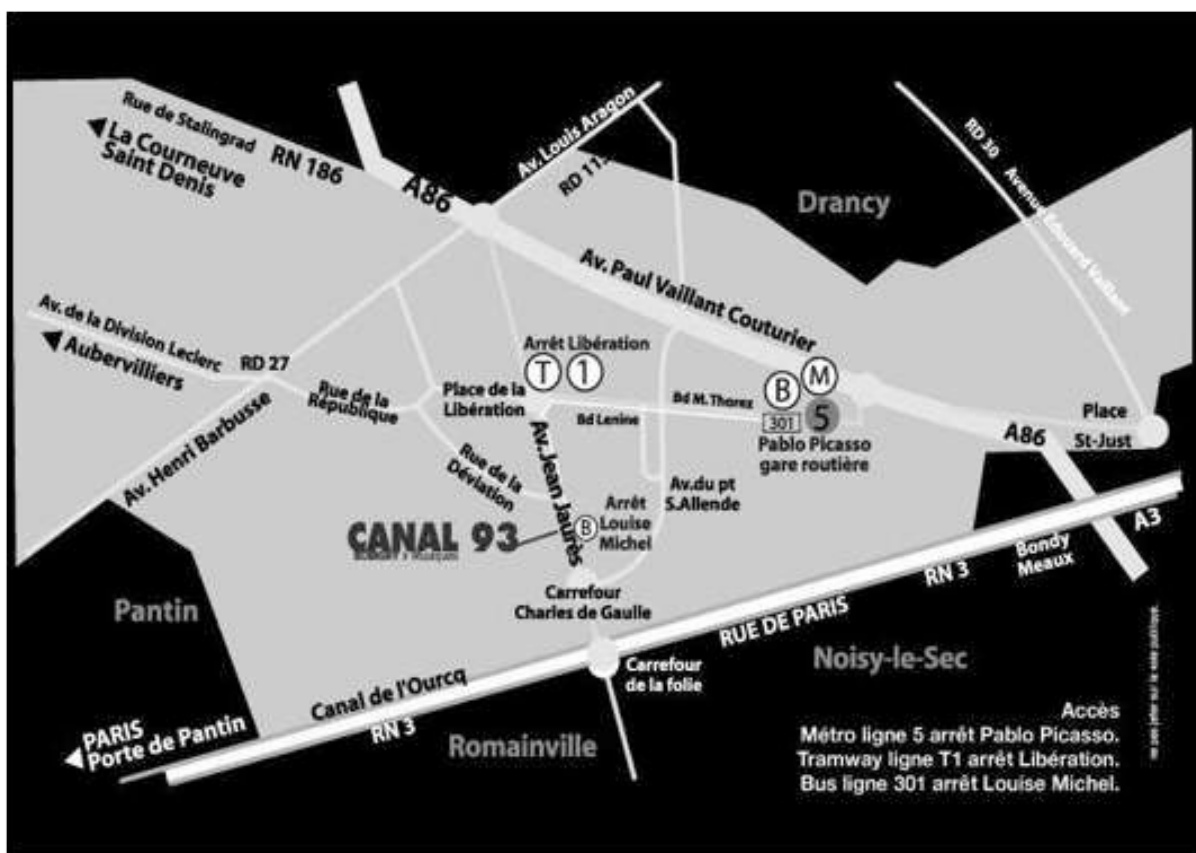 Rue de Stalingrad
La Courneuve
Saint Denis
RN 186
A86
Av. Louis Aragon
RD 30
Avenue Edouard Vaillant
Drancy
Av. Paul Vaillant Couturier
Av. de la Division Leclerc
Aubervilliers
RD 27
Rue de la
République
Av. Henri Barbusse
Arrêt Libération
T 1
Place de la
Libération
Bd Lenine
Bd M. Thorez
B M
301 5
Pablo Picasso
gare routière
A86
Place
St-Just
Rue de la
Déviation
Av. Jean Jaurès
Av.du pt
S.Allende
CANAL 93
B
Arrêt
Louise
Michel
Carrefour
Charles de Gaulle
A3
Bondy
Meaux
RN 3
RUE DE PARIS
Pantin
Noisy-le-Sec
Carrefour
de la folie
Canal de l'Ourcq
RN 3
PARIS
Porte de Pantin
Romainville
Accès
Métro ligne 5 arrêt Pablo Picasso.
Tramway ligne T1 arrêt Libération.
Bus ligne 301 arrêt Louise Michel.